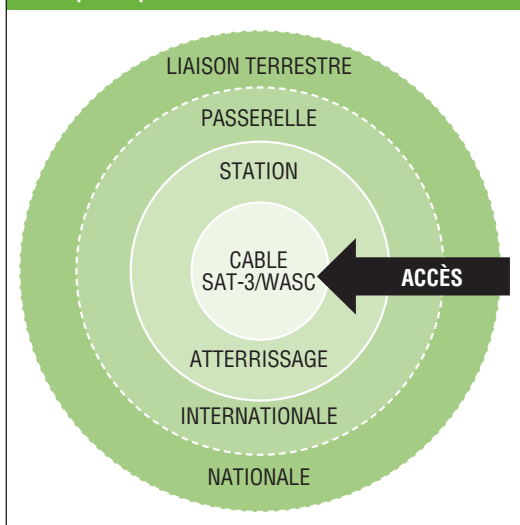 LIAISON TERRESTRE
PASSERELLE
STATION
CABLE
SAT-3/WASC
ACCÈS
ATTERRISSAGE
INTERNATIONALE
NATIONALE